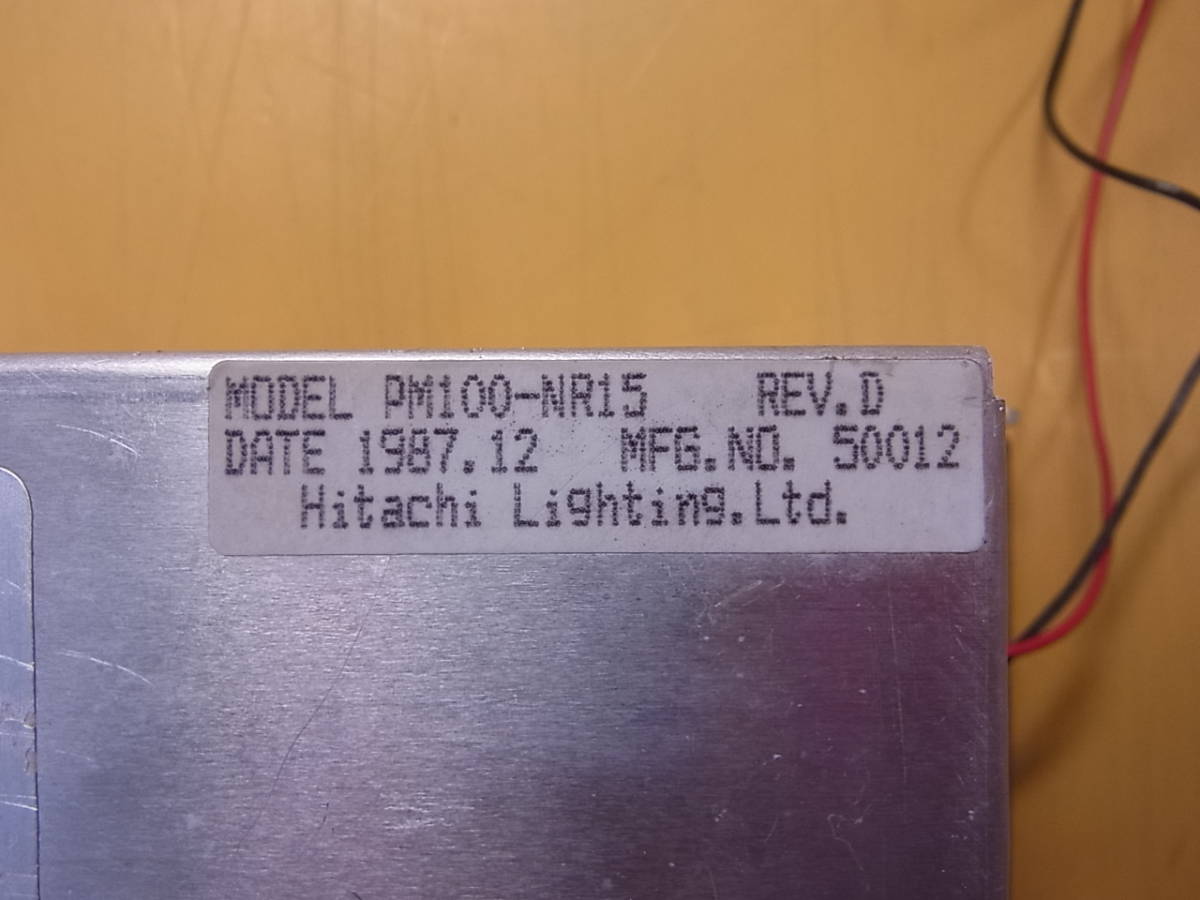 MODEL PM100-NR15 REV.D
DATE 1987.12 MFG.NO. 50012
Hitachi Lighting.Ltd.